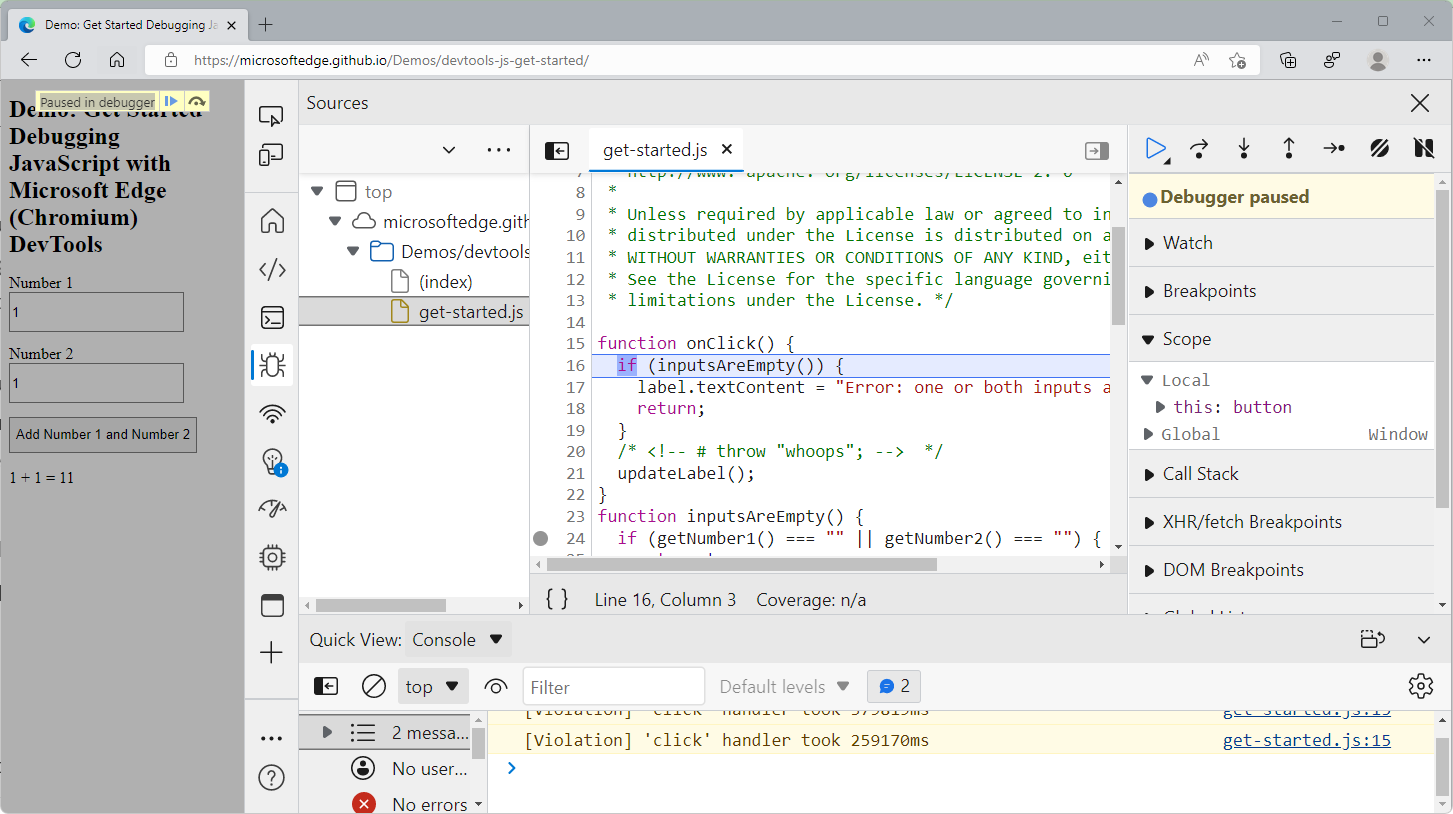 Demo: Get Started Debugging Ja
https://microsoftedge.github.io/Demos/devtools-js-get-started/
Paused in debugger
Demo: Get Started
Debugging
JavaScript with
Microsoft Edge
(Chromium)
DevTools
Number 1
1
Number 2
1
Add Number 1 and Number 2
1 + 1 = 11
Sources
top
microsoftedge.gith
Demos/devtools
(index)
get-started.js
get-started.js
7 * http://www. apache. org/licenses/LICENSE-2. 0
8 *
9 * Unless required by applicable law or agreed to in
10 * distributed under the License is distributed on a
11 * WITHOUT WARRANTIES OR CONDITIONS OF ANY KIND, eit
12 * See the License for the specific language governi
13 * limitations under the License. */
14
15 function onClick() {
16 if (inputsAreEmpty()) {
17 label.textContent = "Error: one or both inputs a
18 return;
19 }
20 /* <!-- # throw "whoops"; --> */
21 updateLabel();
22 }
23 function inputsAreEmpty() {
24 if (getNumber1() === "" || getNumber2() === "") {
{ } Line 16, Column 3 Coverage: n/a
Debugger paused
Watch
Breakpoints
Scope
Local
this: button
Global Window
Call Stack
XHR/fetch Breakpoints
DOM Breakpoints
Quick View: Console
top
Filter
Default levels
2
2 messa...
No user...
No errors
[Violation] 'click' handler took 379819ms get-started.js:15
[Violation] 'click' handler took 259170ms get-started.js:15